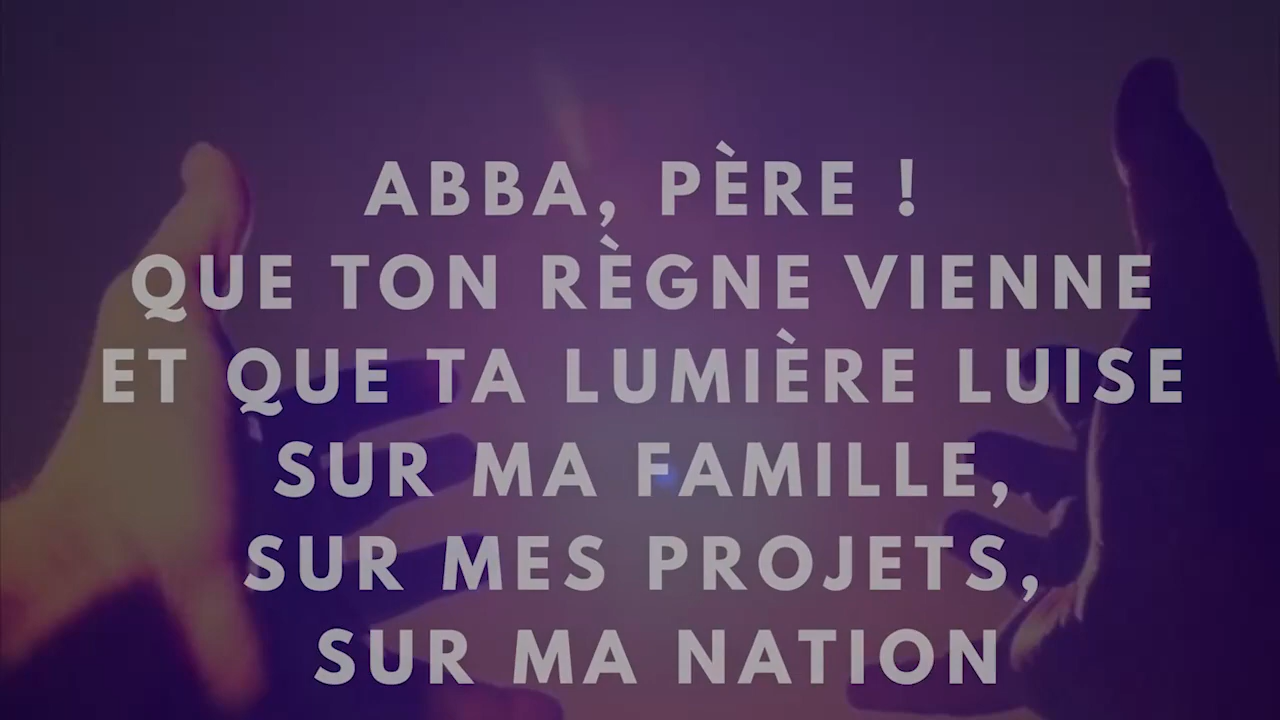 ABBA, PÈRE !
QUE TON RÈGNE VIENNE
ET QUE TA LUMIÈRE LUISE
SUR MA FAMILLE,
SUR MES PROJETS,
SUR MA NATION